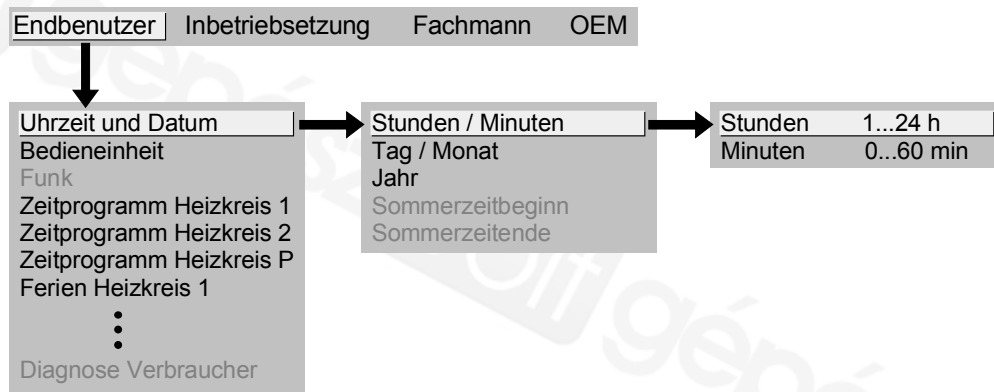 Endbenutzer Inbetriebsetzung Fachmann OEM
Uhrzeit und Datum
Bedieneinheit
Funk
Zeitprogramm Heizkreis 1
Zeitprogramm Heizkreis 2
Zeitprogramm Heizkreis P
Ferien Heizkreis 1
Diagnose Verbraucher
Stunden / Minuten
Tag / Monat
Jahr
Sommerzeitbeginn
Sommerzeitende
Stunden 1...24 h
Minuten 0...60 min